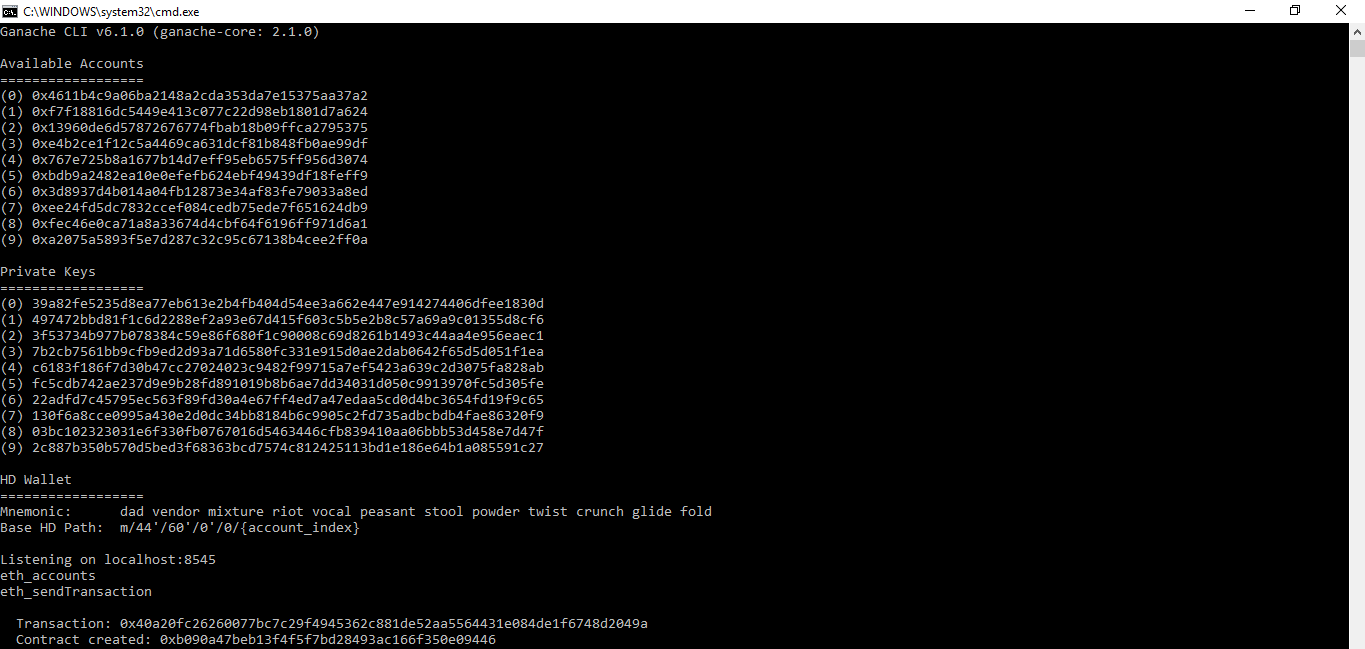 C:\WINDOWS\system32\cmd.exe
Ganache CLI v6.1.0 (ganache-core: 2.1.0)
Available Accounts
==================
(0) 0x4611b4c9a06ba2148a2cda353da7e15375aa37a2
(1) 0xf7f18816dc5449e413c077c22d98eb1801d7a624
(2) 0x13960de6d57872676774fbab18b09ffca2795375
(3) 0xe4b2ce1f12c5a4469ca631dcf81b848fb0ae99df
(4) 0x767e725b8a1677b14d7eff95eb6575ff956d3074
(5) 0xbdb9a2482ea10e0efefb624ebf49439df18feff9
(6) 0x3d8937d4b014a04fb12873e34af83fe79033a8ed
(7) 0xee24fd5dc7832ccef084cedb75ede7f651624db9
(8) 0xfec46e0ca71a8a33674d4cbf64f6196ff971d6a1
(9) 0xa2075a5893f5e7d287c32c95c67138b4cee2ff0a
Private Keys
==================
(0) 39a82fe5235d8ea77eb613e2b4fb404d54ee3a662e447e914274406dfee1830d
(1) 497472bbd81f1c6d2288ef2a93e67d415f603c5b5e2b8c57a69a9c01355d8cf6
(2) 3f53734b977b078384c59e86f680f1c90008c69d8261b1493c44aa4e956eaec1
(3) 7b2cb7561bb9cfb9ed2d93a71d6580fc331e915d0ae2dab0642f65d5d051f1ea
(4) c6183f186f7d30b47cc27024023c9482f99715a7ef5423a639c2d3075fa828ab
(5) fc5cdb742ae237d9e9b28fd891019b8b6ae7dd34031d050c9913970fc5d305fe
(6) 22adfd7c45795ec563f89fd30a4e67ff4ed7a47edaa5cd0d4bc3654fd19f9c65
(7) 130f6a8cce0995a430e2d0dc34bb8184b6c9905c2fd735adbcbdb4fae86320f9
(8) 03bc102323031e6f330fb0767016d5463446cfb839410aa06bbb53d458e7d47f
(9) 2c887b350b570d5bed3f68363bcd7574c812425113bd1e186e64b1a085591c27
HD Wallet
==================
Mnemonic:      dad vendor mixture riot vocal peasant stool powder twist crunch glide fold
Base HD Path:  m/44'/60'/0'/0/{account_index}
Listening on localhost:8545
eth_accounts
eth_sendTransaction
Transaction: 0x40a20fc26260077bc7c29f4945362c881de52aa5564431e084de1f6748d2049a
Contract created: 0xb090a47beb13f4f5f7bd28493ac166f350e09446